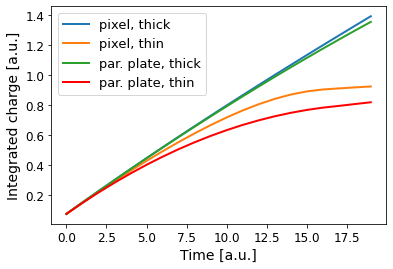 pixel, thick
pixel, thin
par. plate, thick
par. plate, thin
Integrated charge [a.u.]
1.4
1.2
1.0
0.8
0.6
0.4
0.2
0.0 2.5 5.0 7.5 10.0 12.5 15.0 17.5
Time [a.u.]